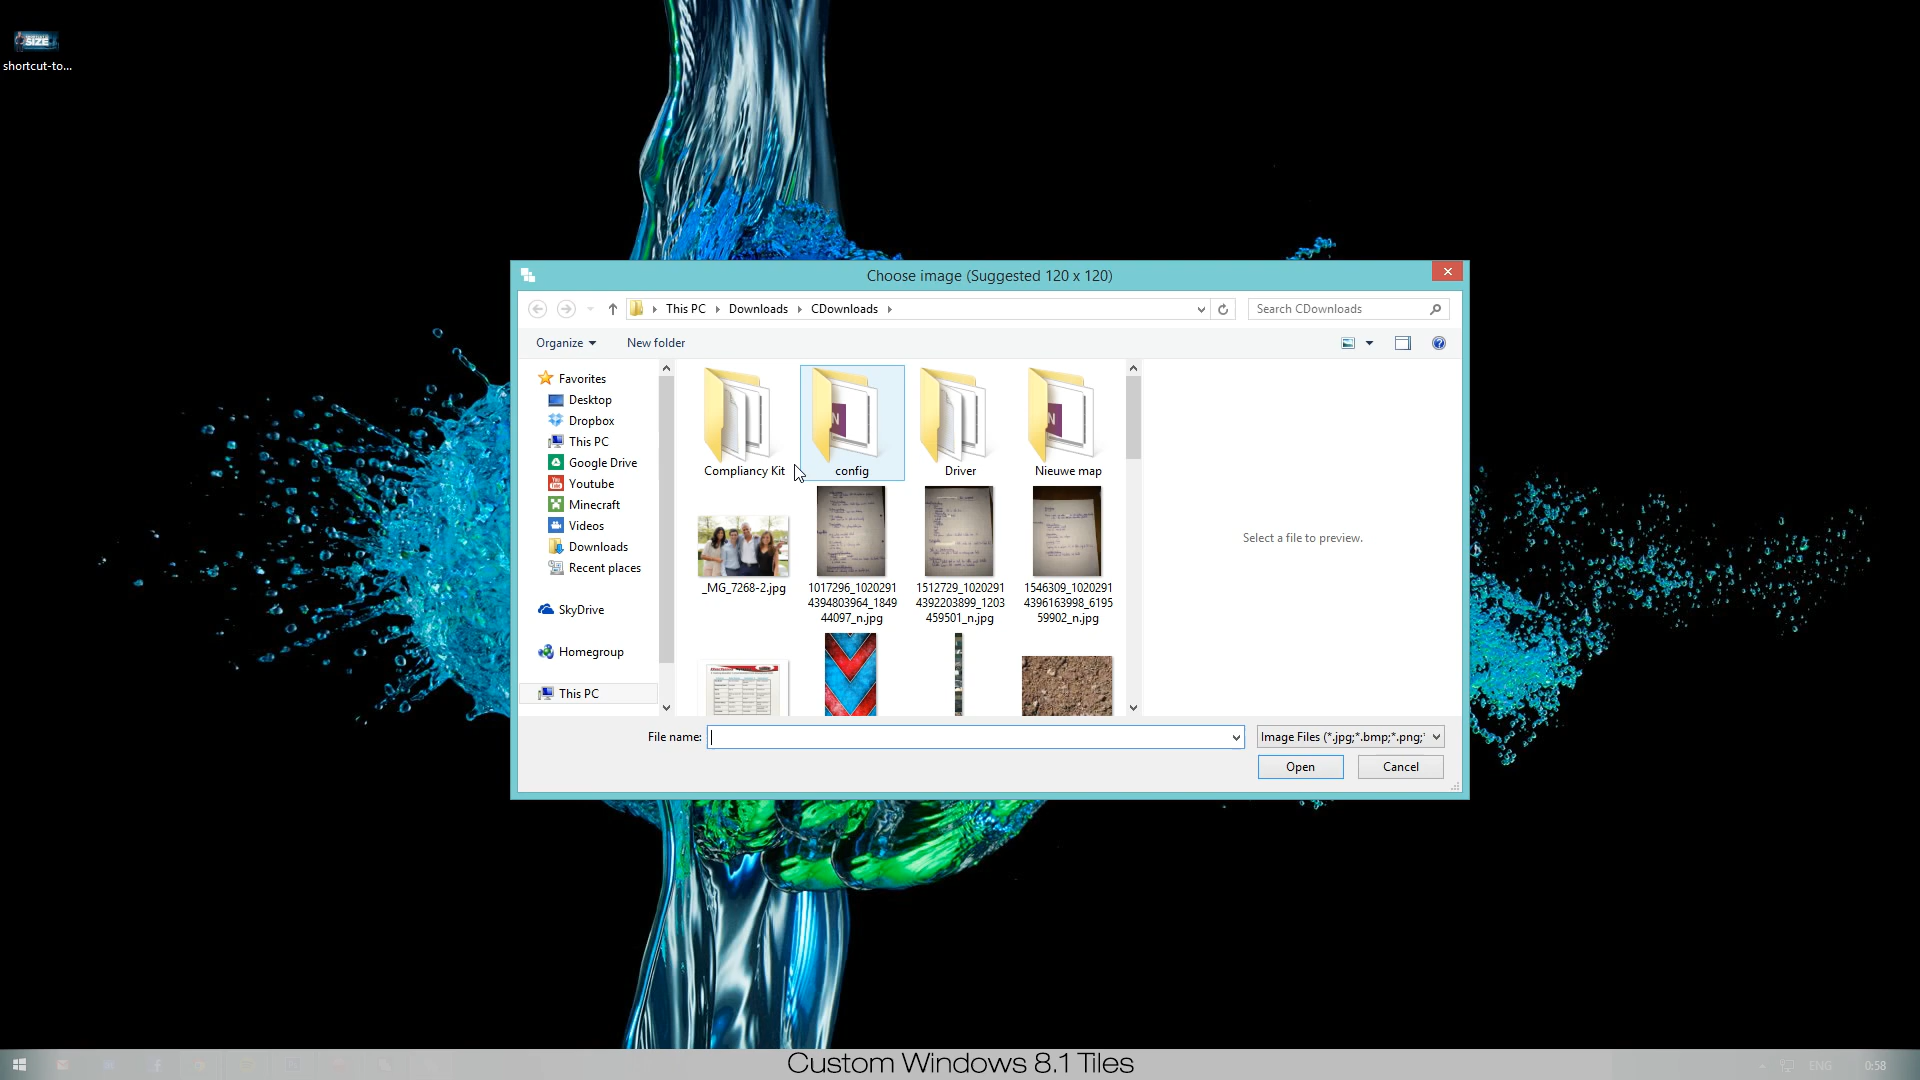 SIZE
shortcut-to...
Choose image (Suggested 120 x 120)
This PC Downloads CDownloads
Search CDownloads
Organize New folder
Favorites
Desktop
Dropbox
This PC
Google Drive
Youtube
Minecraft
Videos
Downloads
Recent places
SkyDrive
Homegroup
This PC
Compliancy Kit
config
Driver
Nieuwe map
_MG_7268-2.jpg
1017296_1020291
4394803964_1849
44097_n.jpg
1512729_1020291
4392203899_1203
459501_n.jpg
1546309_1020291
4396163998_6195
59902_n.jpg
Select a file to preview.
File name:
Image Files (*.jpg;*.bmp;*.png;*
Open
Cancel
Custom Windows 8.1 Tiles
ENG
0:58